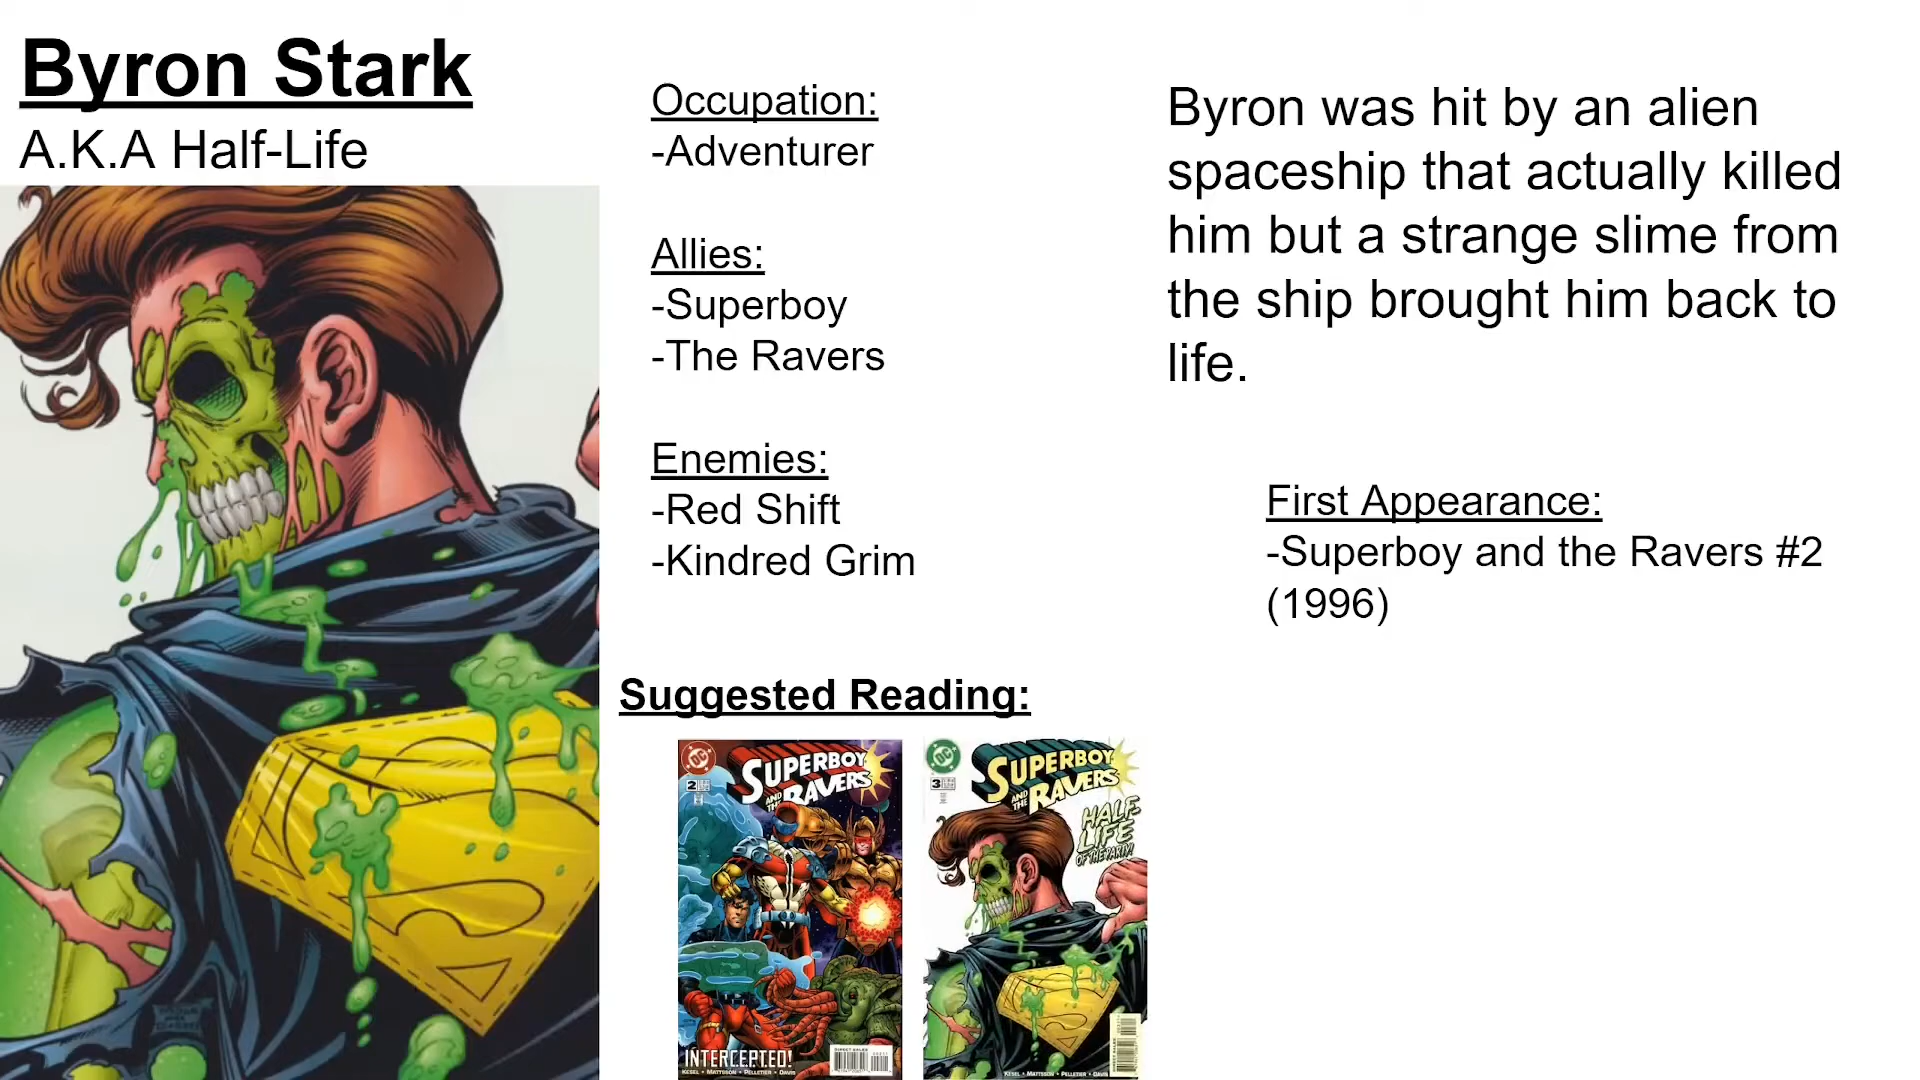 Byron Stark
A.K.A Half-Life
Occupation:
-Adventurer
Allies:
-Superboy
-The Ravers
Enemies:
-Red Shift
-Kindred Grim
Byron was hit by an alien
spaceship that actually killed
him but a strange slime from
the ship brought him back to
life.
First Appearance:
-Superboy and the Ravers #2
(1996)
Suggested Reading:
DC
2
SUPERBOY
AND THE
RAVERS
INTERCEPTED!
KESEL • MATTSSON • PELLETIER • DAVIS
DIRECT SALES
DC
3
SUPERBOY
AND THE
RAVERS
HALF-
LIFE
OF THE PARTY!
KESEL • MATTSSON • PELLETIER • DAVIS